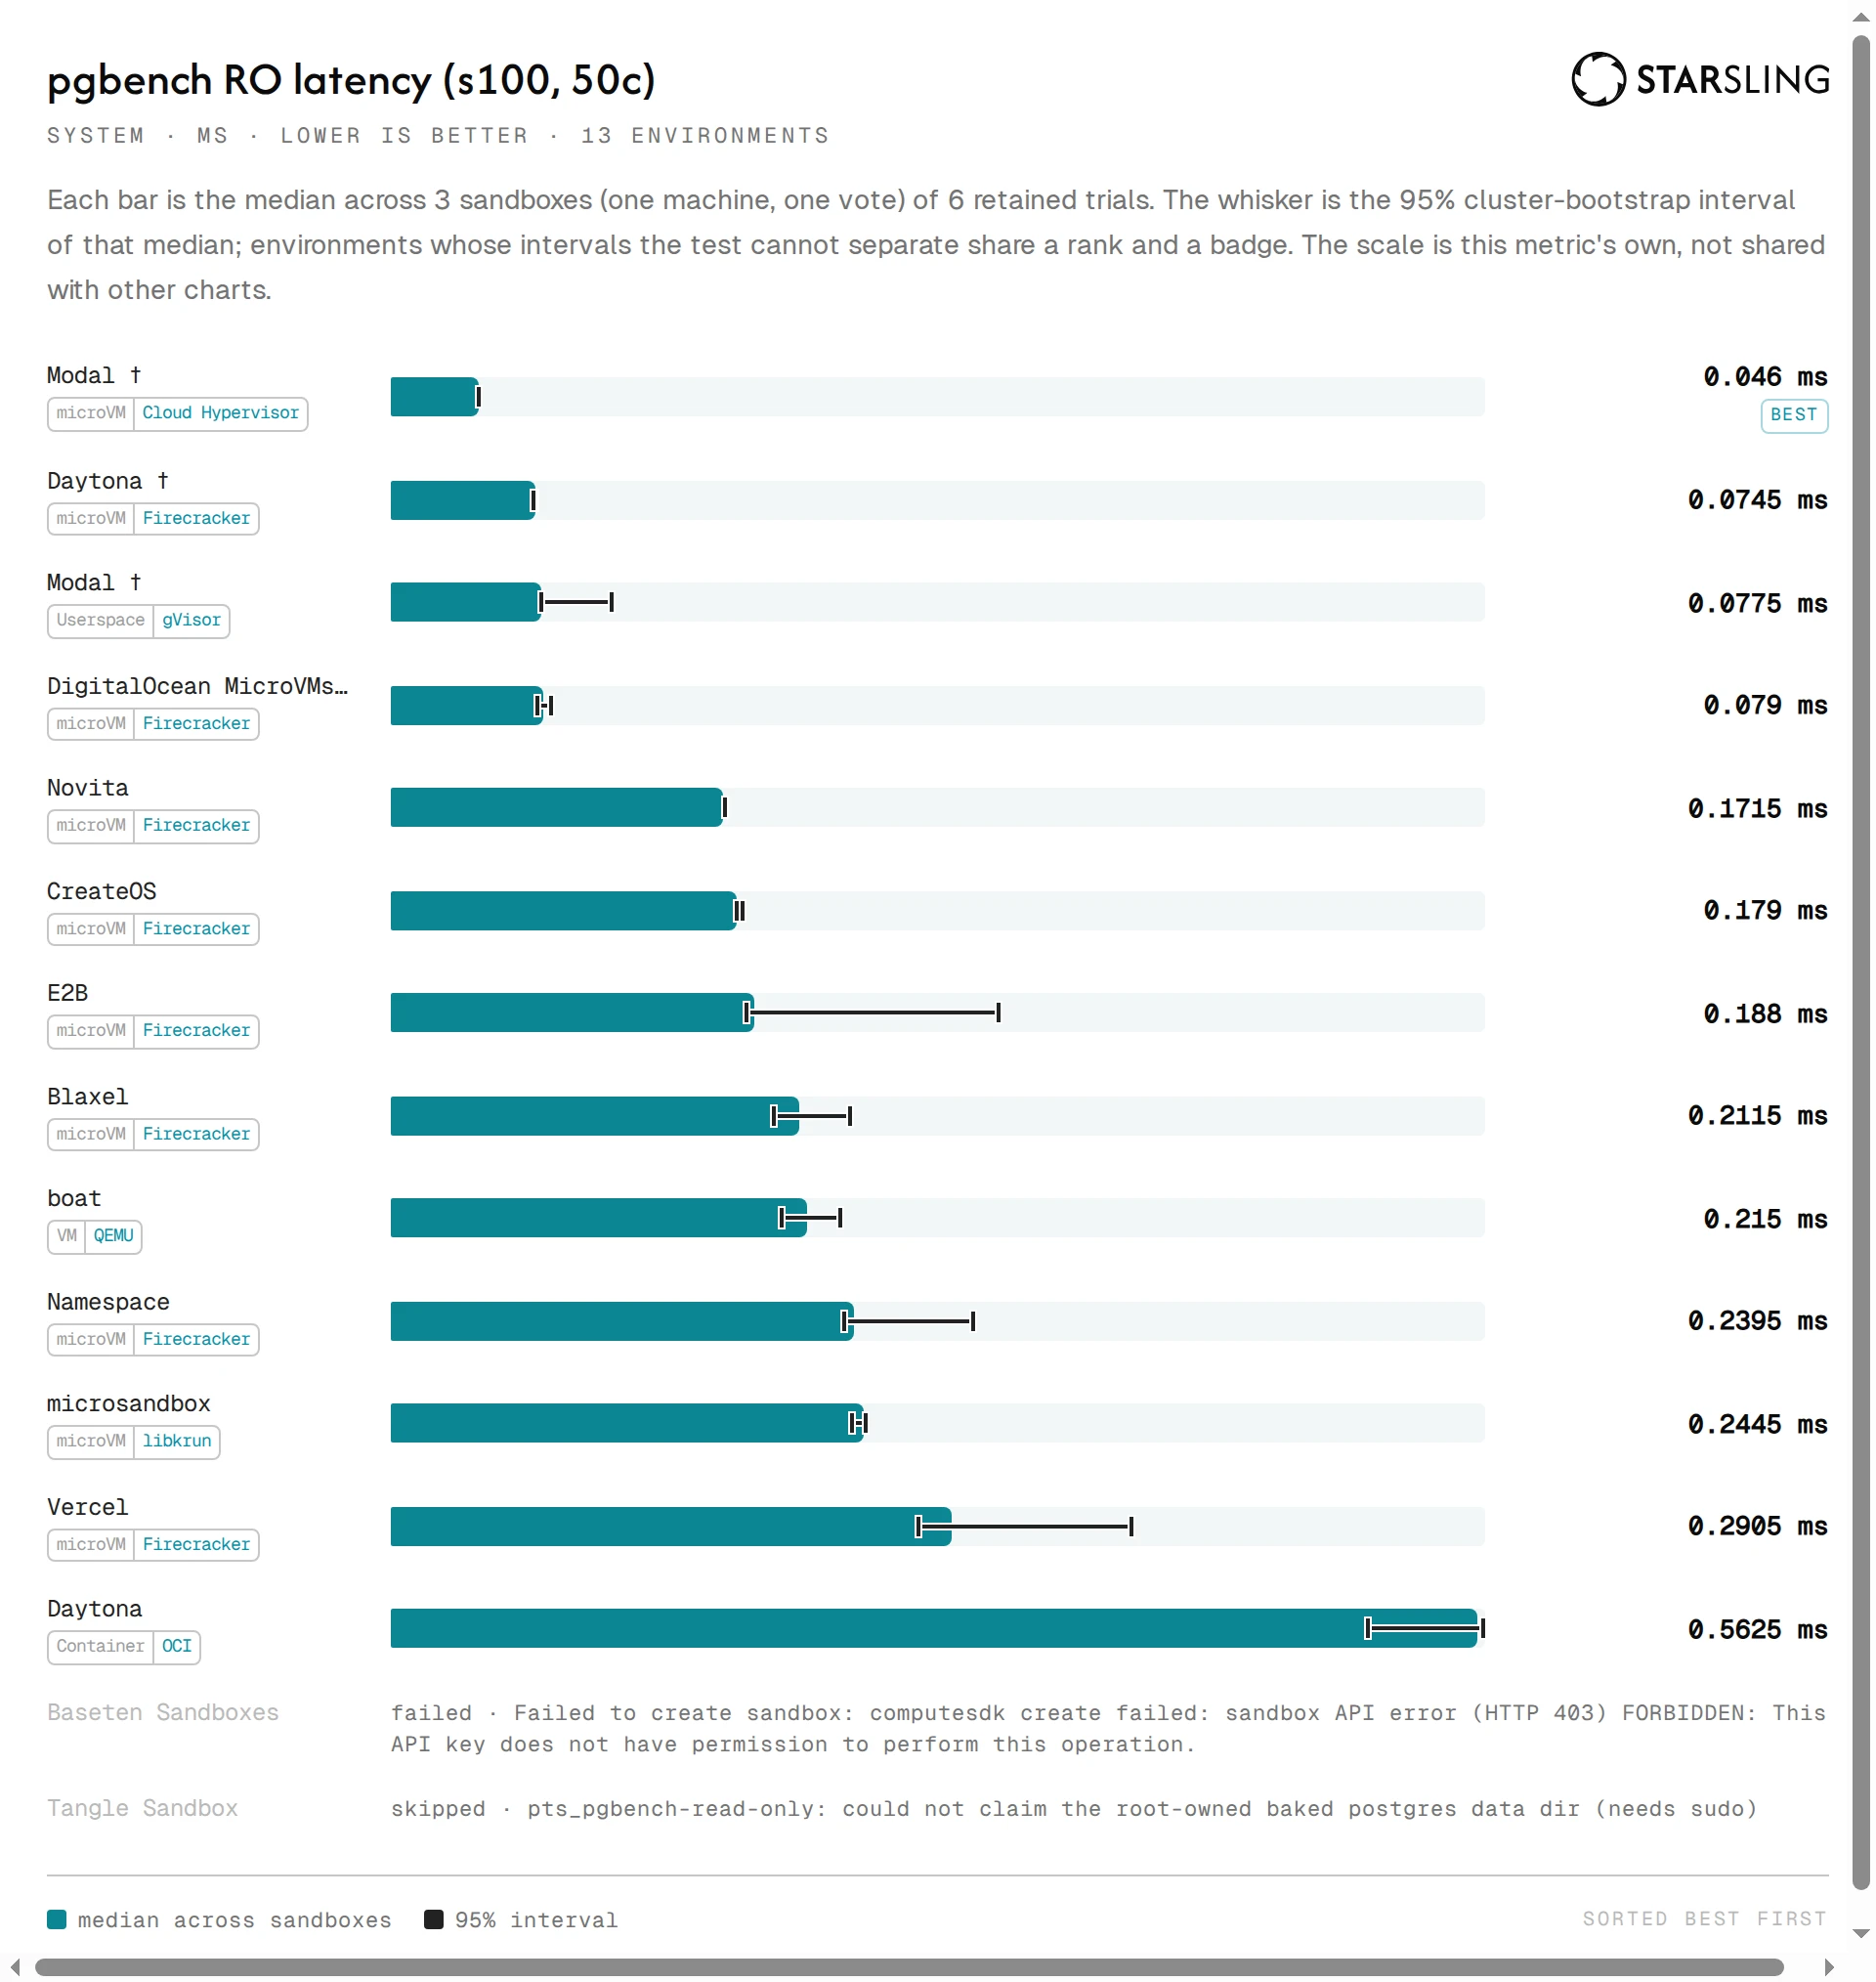 pgbench RO latency (s100, 50c)
STARSLING
SYSTEM · MS · LOWER IS BETTER · 13 ENVIRONMENTS
Each bar is the median across 3 sandboxes (one machine, one vote) of 6 retained trials. The whisker is the 95% cluster-bootstrap interval
of that median; environments whose intervals the test cannot separate share a rank and a badge. The scale is this metric's own, not shared
with other charts.
Modal †
microVM Cloud Hypervisor
0.046 ms
BEST
Daytona †
microVM Firecracker
0.0745 ms
Modal †
Userspace gVisor
0.0775 ms
DigitalOcean MicroVMs…
microVM Firecracker
0.079 ms
Novita
microVM Firecracker
0.1715 ms
CreateOS
microVM Firecracker
0.179 ms
E2B
microVM Firecracker
0.188 ms
Blaxel
microVM Firecracker
0.2115 ms
boat
VM QEMU
0.215 ms
Namespace
microVM Firecracker
0.2395 ms
microsandbox
microVM libkrun
0.2445 ms
Vercel
microVM Firecracker
0.2905 ms
Daytona
Container OCI
0.5625 ms
Baseten Sandboxes
failed · Failed to create sandbox: computesdk create failed: sandbox API error (HTTP 403) FORBIDDEN: This
API key does not have permission to perform this operation.
Tangle Sandbox
skipped · pts_pgbench-read-only: could not claim the root-owned baked postgres data dir (needs sudo)
median across sandboxes
95% interval
SORTED BEST FIRST